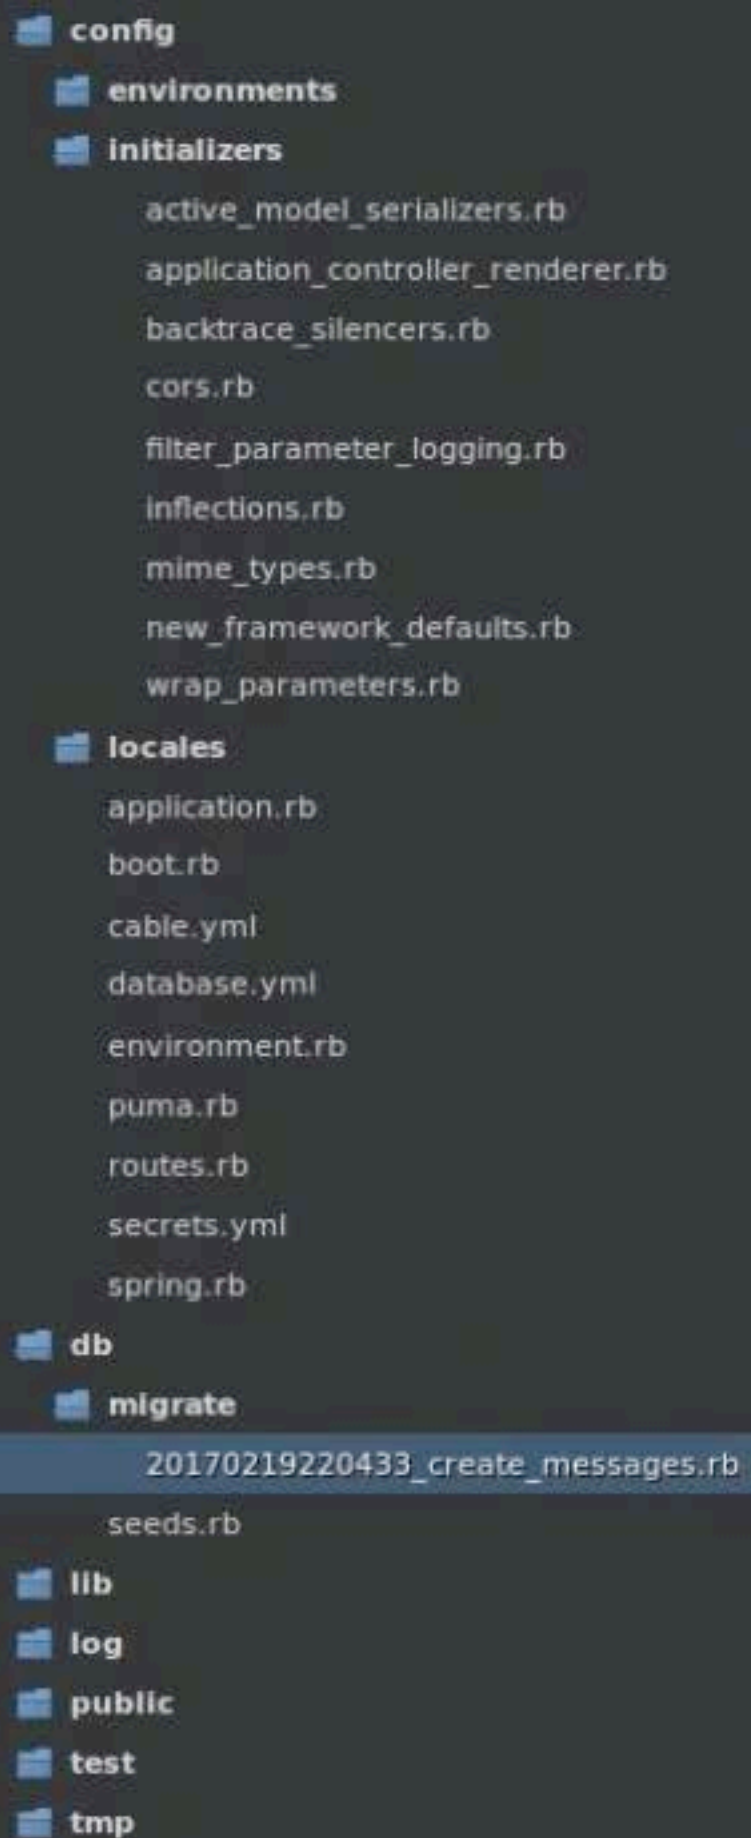 config
environments
initializers
active_model_serializers.rb
application_controller_renderer.rb
backtrace_silencers.rb
cors.rb
filter_parameter_logging.rb
inflections.rb
mime_types.rb
new_framework_defaults.rb
wrap_parameters.rb
locales
application.rb
boot.rb
cable.yml
database.yml
environment.rb
puma.rb
routes.rb
secrets.yml
spring.rb
db
migrate
20170219220433_create_messages.rb
seeds.rb
lib
log
public
test
tmp